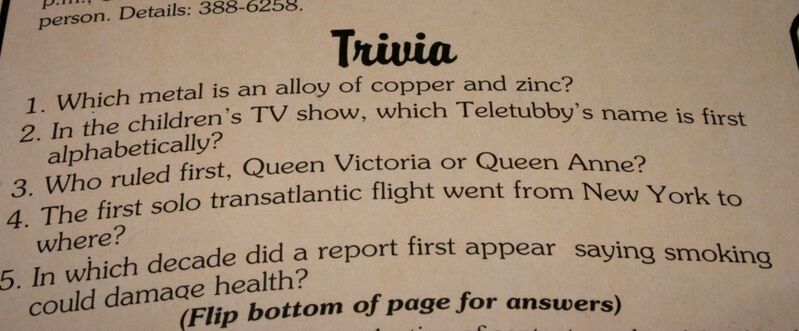 person. Details: 388-6258.
Trivia
1. Which metal is an alloy of copper and zinc?
2. In the children's TV show, which Teletubby's name is first
alphabetically?
3. Who ruled first, Queen Victoria or Queen Anne?
4. The first solo transatlantic flight went from New York to
where?
5. In which decade did a report first appear saying smoking
could damage health?
(Flip bottom of page for answers)